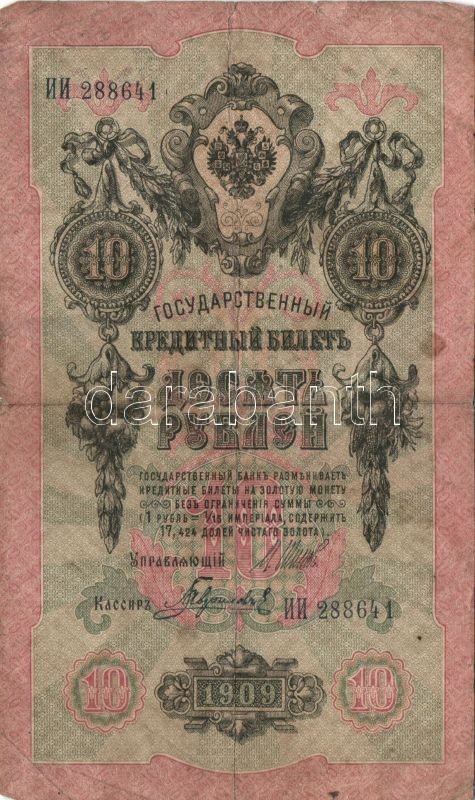 ИИ 288641
10
10
ГОСУДАРСТВЕННЫЙ
КРЕДИТНЫЙ БИЛЕТЪ
ДЕСЯТЬ
darabanth
РУБЛЕЙ
ГОСУДАРСТВЕННЫЙ БАНКЪ РАЗМѢНИВАЕТЪ
КРЕДИТНЫЕ БИЛЕТЫ НА ЗОЛОТУЮ МОНЕТУ
БЕЗЪ ОГРАНИЧЕНІЯ СУММЫ
(1 РУБЛЬ = 1/15 ИМПЕРІАЛА, СОДЕРЖИТЪ
17,424 ДОЛЕЙ ЧИСТАГО ЗОЛОТА).
10
УПРАВЛЯЮЩІЙ
КАССИРЪ
ИИ 288641
10
1909
10